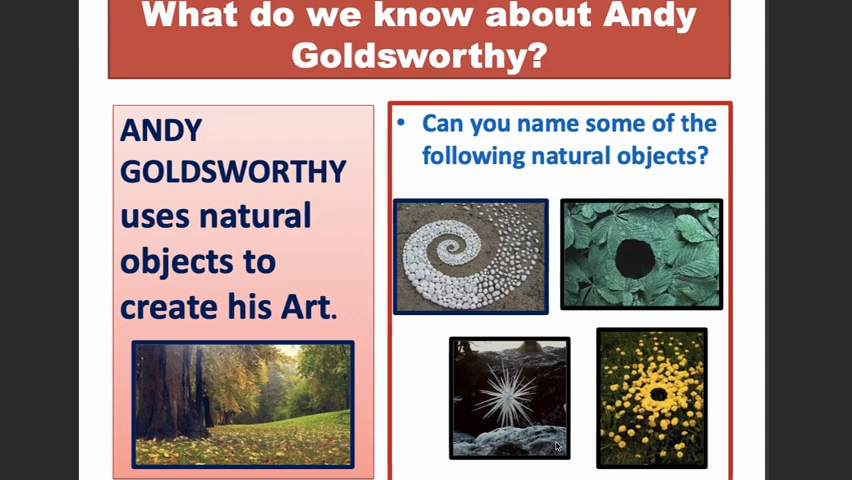 What do we know about Andy
Goldsworthy?
ANDY
GOLDSWORTHY
uses natural
objects to
create his Art.
• Can you name some of the
following natural objects?